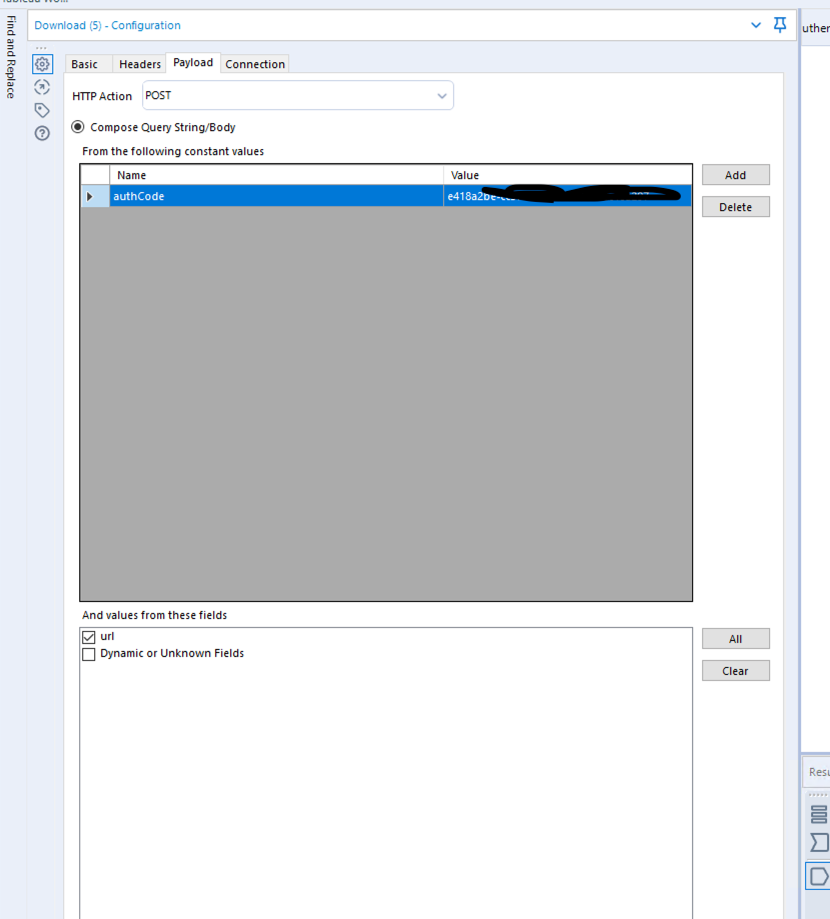 Download (5) - Configuration
uther
Find and Replace
Basic Headers Payload Connection
HTTP Action POST
Compose Query String/Body
From the following constant values
Name Value
Add
authCode e418a2be-
Delete
And values from these fields
url
All
Dynamic or Unknown Fields
Clear
Resu